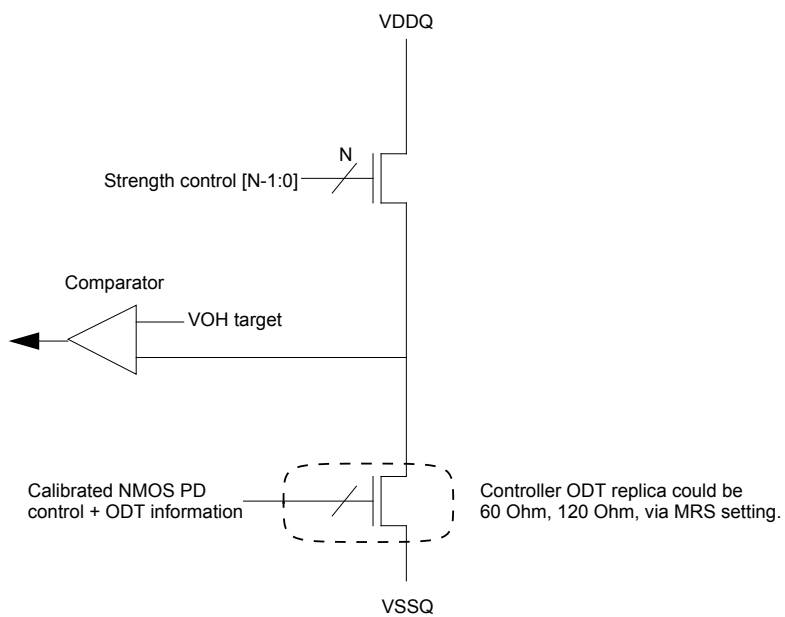 VDDQ
N
Strength control [N-1:0]
Comparator
VOH target
Calibrated NMOS PD
control + ODT information
Controller ODT replica could be
60 Ohm, 120 Ohm, via MRS setting.
VSSQ